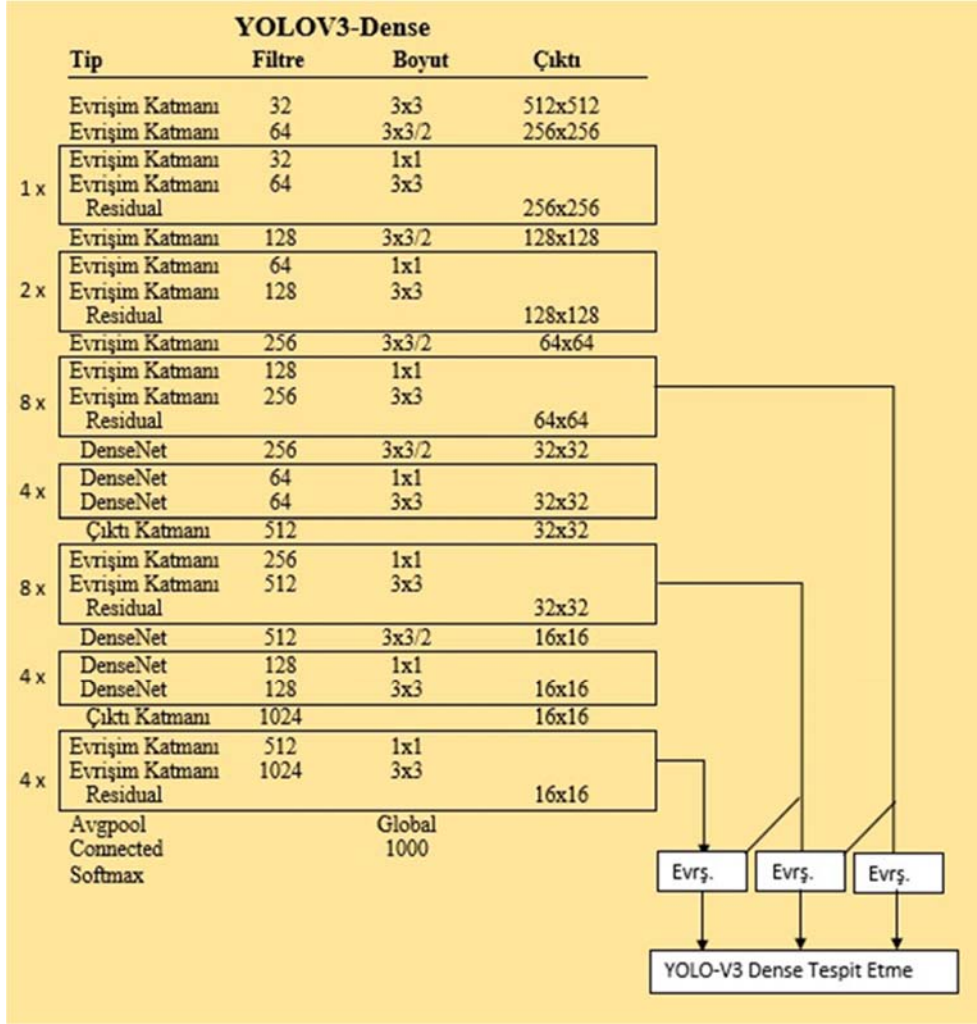 YOLOV3-Dense
Tip Filtre Boyut Çıktı
Evrişim Katmanı 32 3x3 512x512
Evrişim Katmanı 64 3x3/2 256x256
Evrişim Katmanı 32 1x1
1 x Evrişim Katmanı 64 3x3
Residual 256x256
Evrişim Katmanı 128 3x3/2 128x128
Evrişim Katmanı 64 1x1
2 x Evrişim Katmanı 128 3x3
Residual 128x128
Evrişim Katmanı 256 3x3/2 64x64
Evrişim Katmanı 128 1x1
8 x Evrişim Katmanı 256 3x3
Residual 64x64
DenseNet 256 3x3/2 32x32
4 x DenseNet 64 1x1
DenseNet 64 3x3 32x32
Çıktı Katmanı 512 32x32
Evrişim Katmanı 256 1x1
8 x Evrişim Katmanı 512 3x3
Residual 32x32
DenseNet 512 3x3/2 16x16
4 x DenseNet 128 1x1
DenseNet 128 3x3 16x16
Çıktı Katmanı 1024 16x16
Evrişim Katmanı 512 1x1
4 x Evrişim Katmanı 1024 3x3
Residual 16x16
Avgpool Global
Connected 1000
Softmax
Evrş. Evrş. Evrş.
YOLO-V3 Dense Tespit Etme